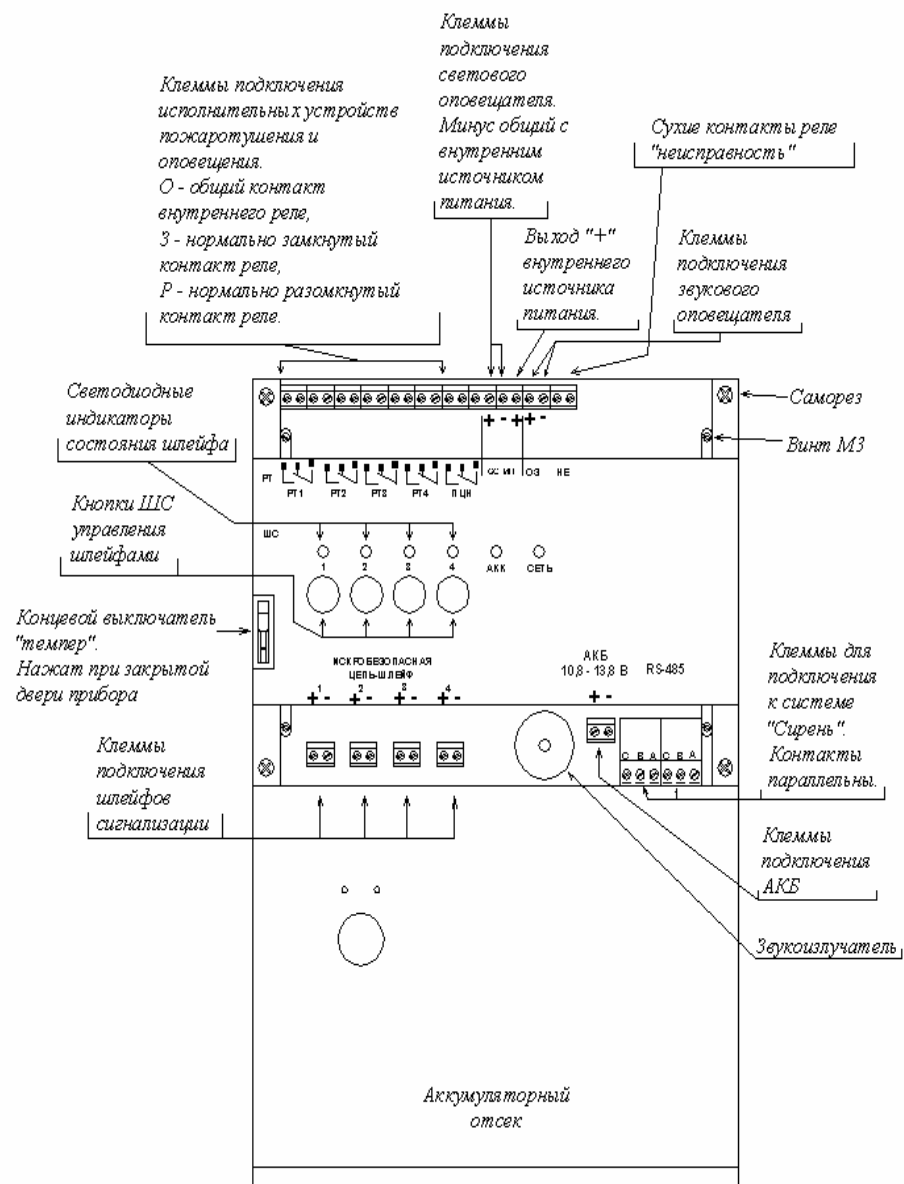 Клеммы
подключения
светового
оповещателя.
Минус общий с
внутренним
источником
питания.
Клеммы подключения
исполнительных устройств
пожаротушения и
оповещения.
О - общий контакт
внутреннего реле,
З - нормально замкнутый
контакт реле,
Р - нормально разомкнутый
контакт реле.
Сухие контакты реле
"неисправность"
Выход "+"
внутреннего
источника
питания.
Клеммы
подключения
звукового
оповещателя
Светодиодные
индикаторы
состояния шлейфа
Саморез
Винт М3
+ - + + -
РТ
РТ1 РТ2 РТ3 РТ4 ПЦН
ОС ИП ОЗ НЕ
Кнопки ШС
управления
шлейфами
ШС
1 2 3 4 АКК СЕТЬ
Концевой выключатель
"темпер".
Нажат при закрытой
двери прибора
ИСКРОБЕЗОПАСНАЯ
ЦЕПЬ-ШЛЕЙФ
1 2 3 4
+ - + - + - + -
АКБ
10,8 - 13,8 В RS-485
+ -
С В А С В А
Клеммы для
подключения
к системе
"Сирень".
Контакты
параллельны.
Клеммы
подключения
шлейфов
сигнализации
Клеммы
подключения
АКБ
Звукоизлучатель
Аккумуляторный
отсек